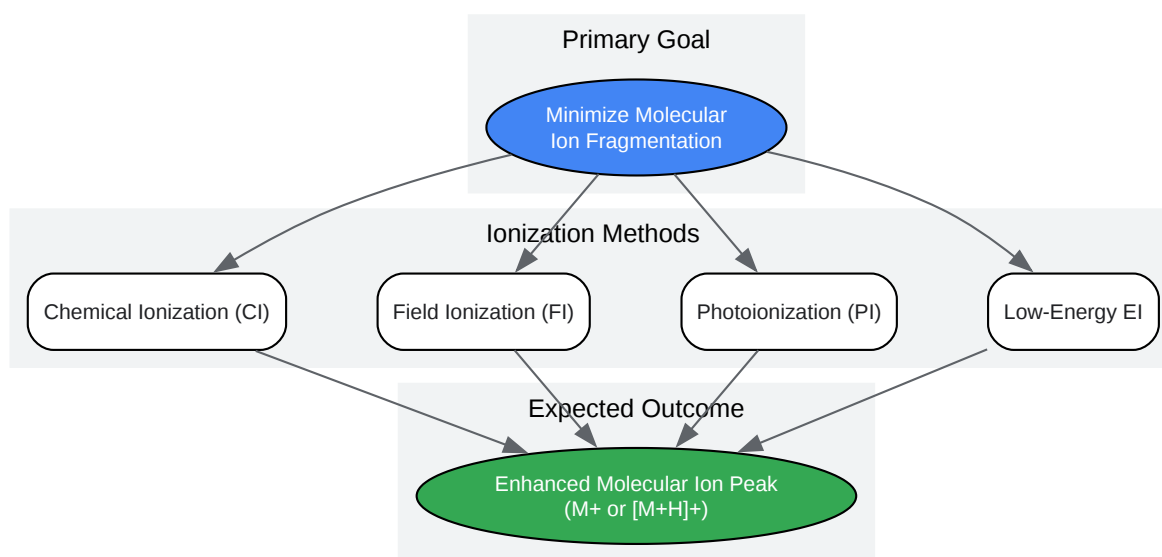 Primary Goal
Minimize Molecular
Ion Fragmentation
Ionization Methods
Chemical Ionization (CI)
Field Ionization (FI)
Photoionization (PI)
Low-Energy EI
Expected Outcome
Enhanced Molecular Ion Peak
(M+ or [M+H]+)